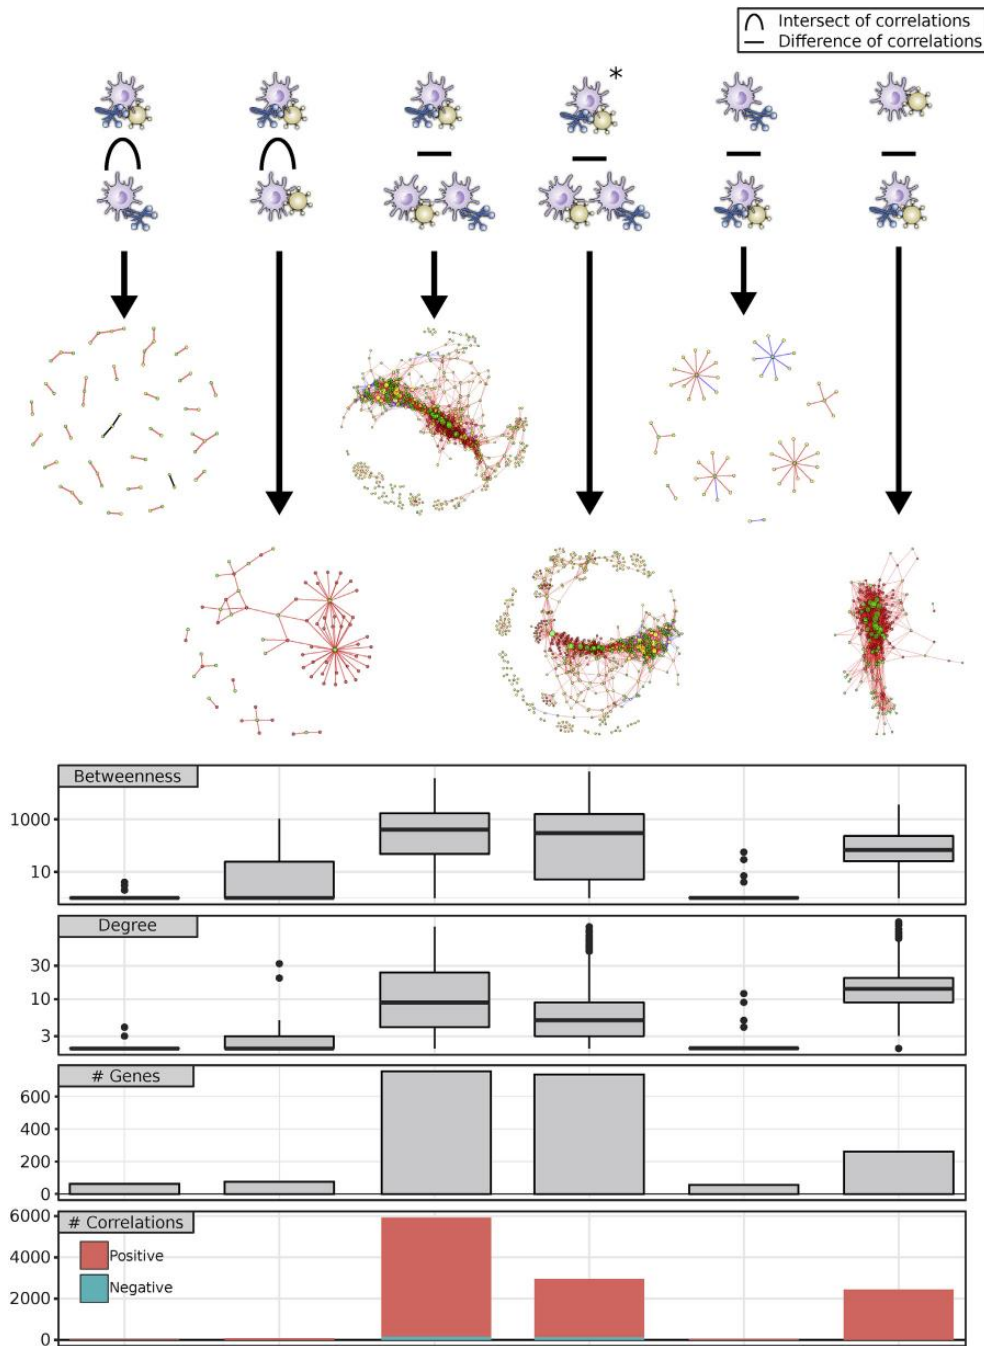 Intersect of correlations
Difference of correlations
*
Betweenness
1000
10
Degree
30
10
3
# Genes
600
400
200
0
# Correlations
6000
Positive
4000
Negative
2000
0